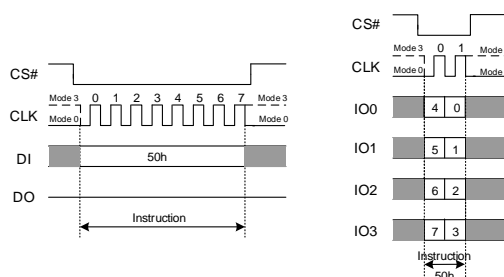 CS#
Mode 3 0 1 2 3 4 5 6 7 Mode 3
CLK
Mode 0 Mode 0
DI 50h
DO
Instruction
CS#
Mode 3 0 1 Mode
CLK
Mode 0 Mode
IO0 4 0
IO1 5 1
IO2 6 2
IO3 7 3
Instruction
50h